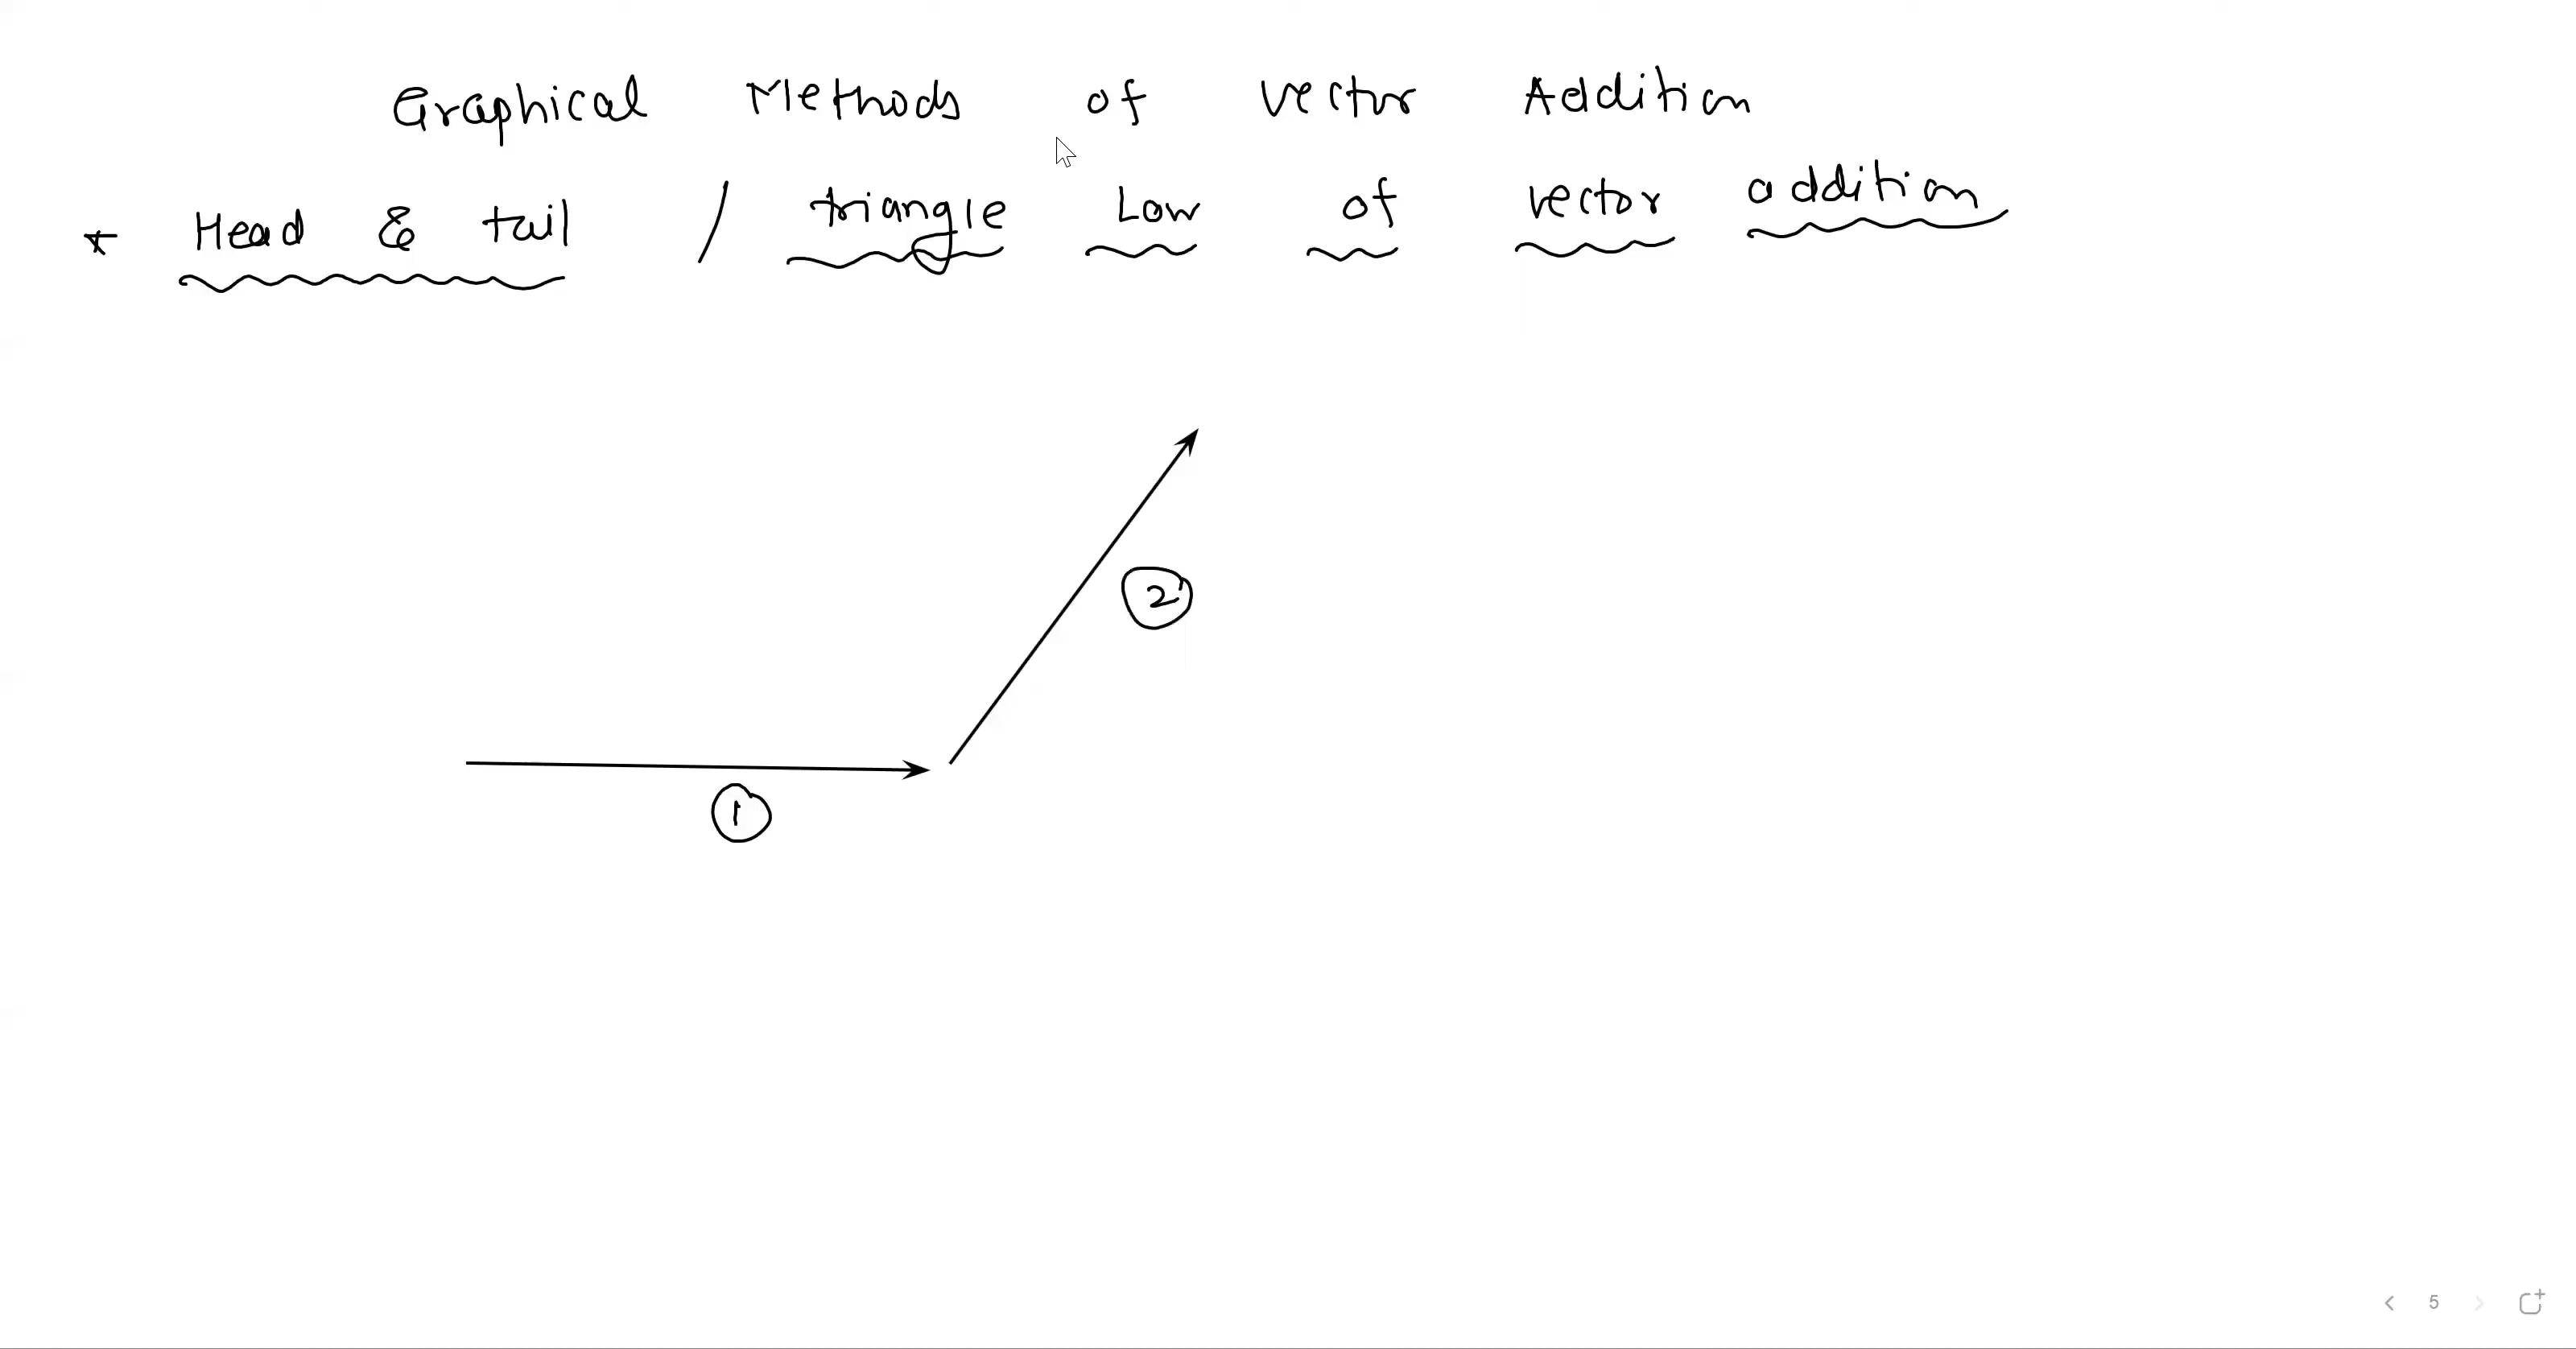 Graphical Methods of Vector Addition
* Head & tail / triangle Low of vector addition
2
1
5